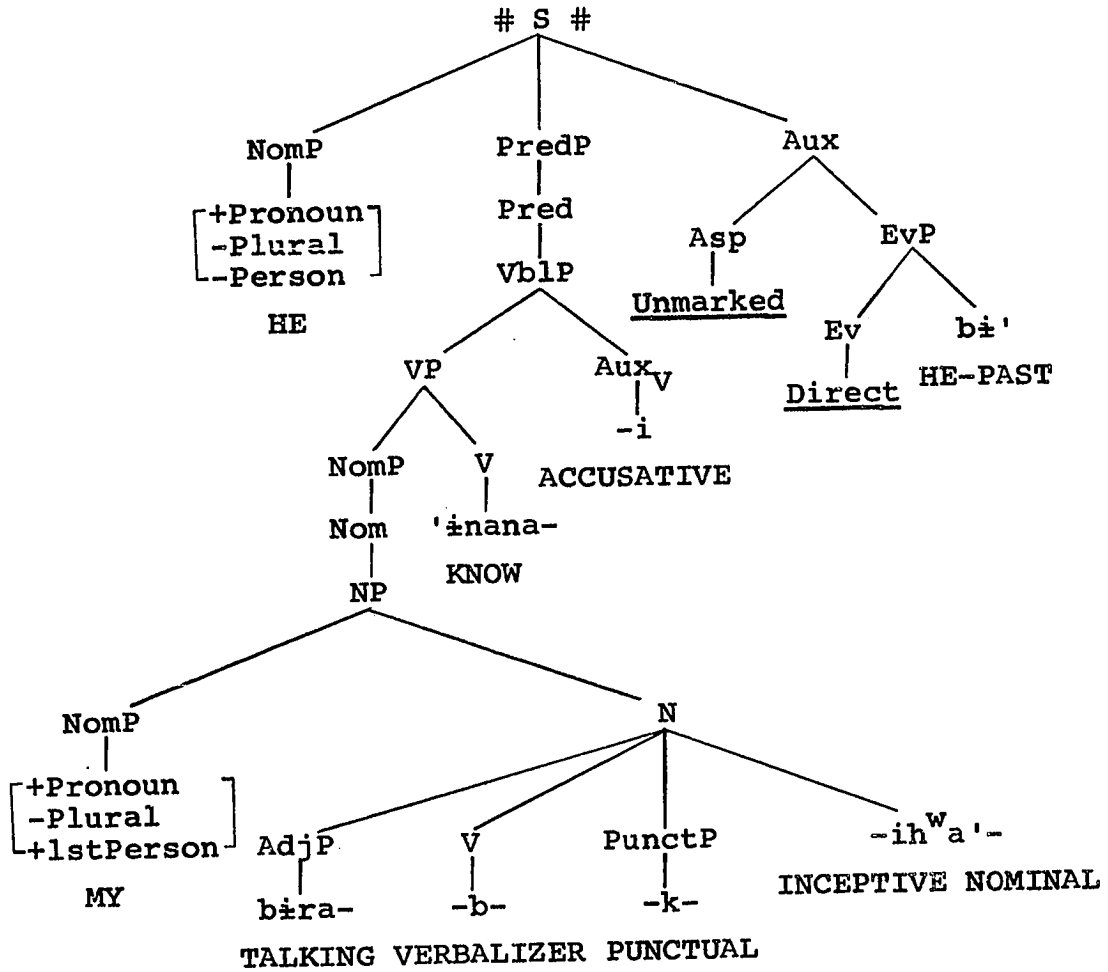 # S #
NomP PredP Aux
+Pronoun
-Plural
-Person
HE
Pred
VblP
Asp EvP
Unmarked
Ev bɨ'
Direct HE-PAST
VP AuxV
-i
ACCUSATIVE
NomP V
Nom 'ɨnana-
KNOW
NP
NomP N
+Pronoun
-Plural
+1stPerson
MY
AdjP V PunctP -ihʷa'-
bɨra- -b- -k- INCEPTIVE NOMINAL
TALKING VERBALIZER PUNCTUAL